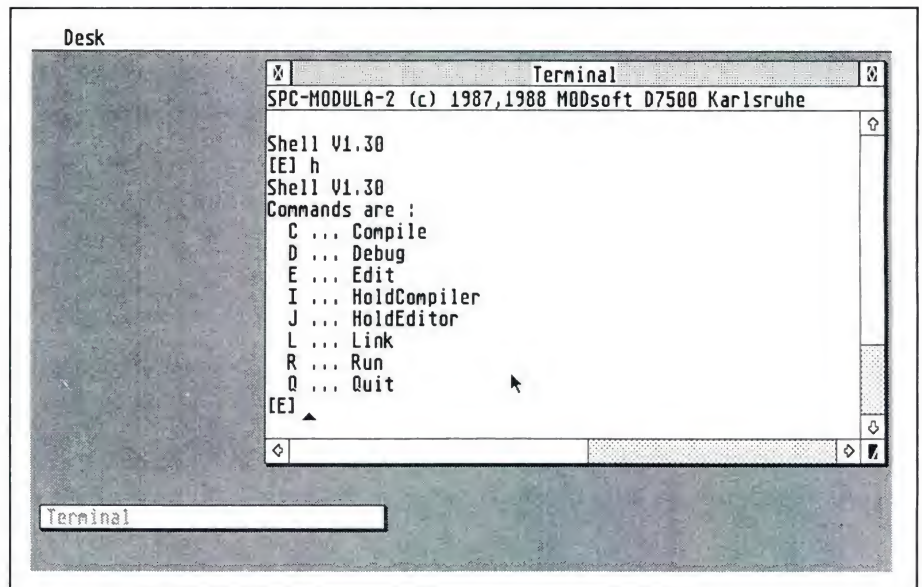 Desk
Terminal
SPC-MODULA-2 (c) 1987,1988 MODsoft D7500 Karlsruhe
Shell V1.30
[E] h
Shell V1.30
Commands are :
C ... Compile
D ... Debug
E ... Edit
I ... HoldCompiler
J ... HoldEditor
L ... Link
R ... Run
Q ... Quit
[E]
Terminal